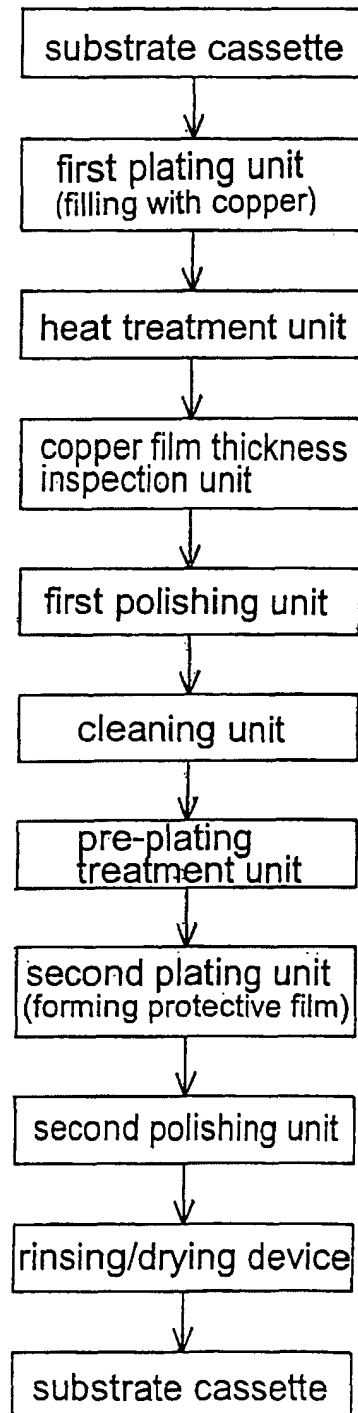 substrate cassette
first plating unit
(filling with copper)
heat treatment unit
copper film thickness
inspection unit
first polishing unit
cleaning unit
pre-plating
treatment unit
second plating unit
(forming protective film)
second polishing unit
rinsing/drying device
substrate cassette